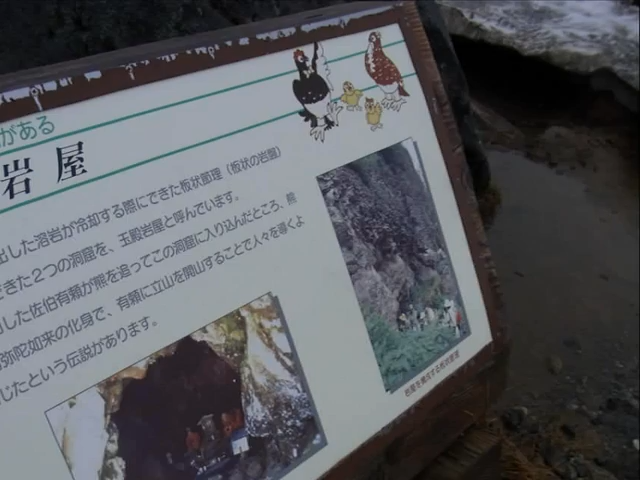 がある
岩屋
出した溶岩が冷却する際にできた板状節理（板状の岩盤）
できた２つの洞窟を、玉殿岩屋と呼んでいます。
した佐伯有頼が熊を追ってこの洞窟に入り込んだところ、熊
弥陀如来の化身で、有頼に立山を開山することで人々を導くよ
じたという伝説があります。
岩屋を構成する板状節理